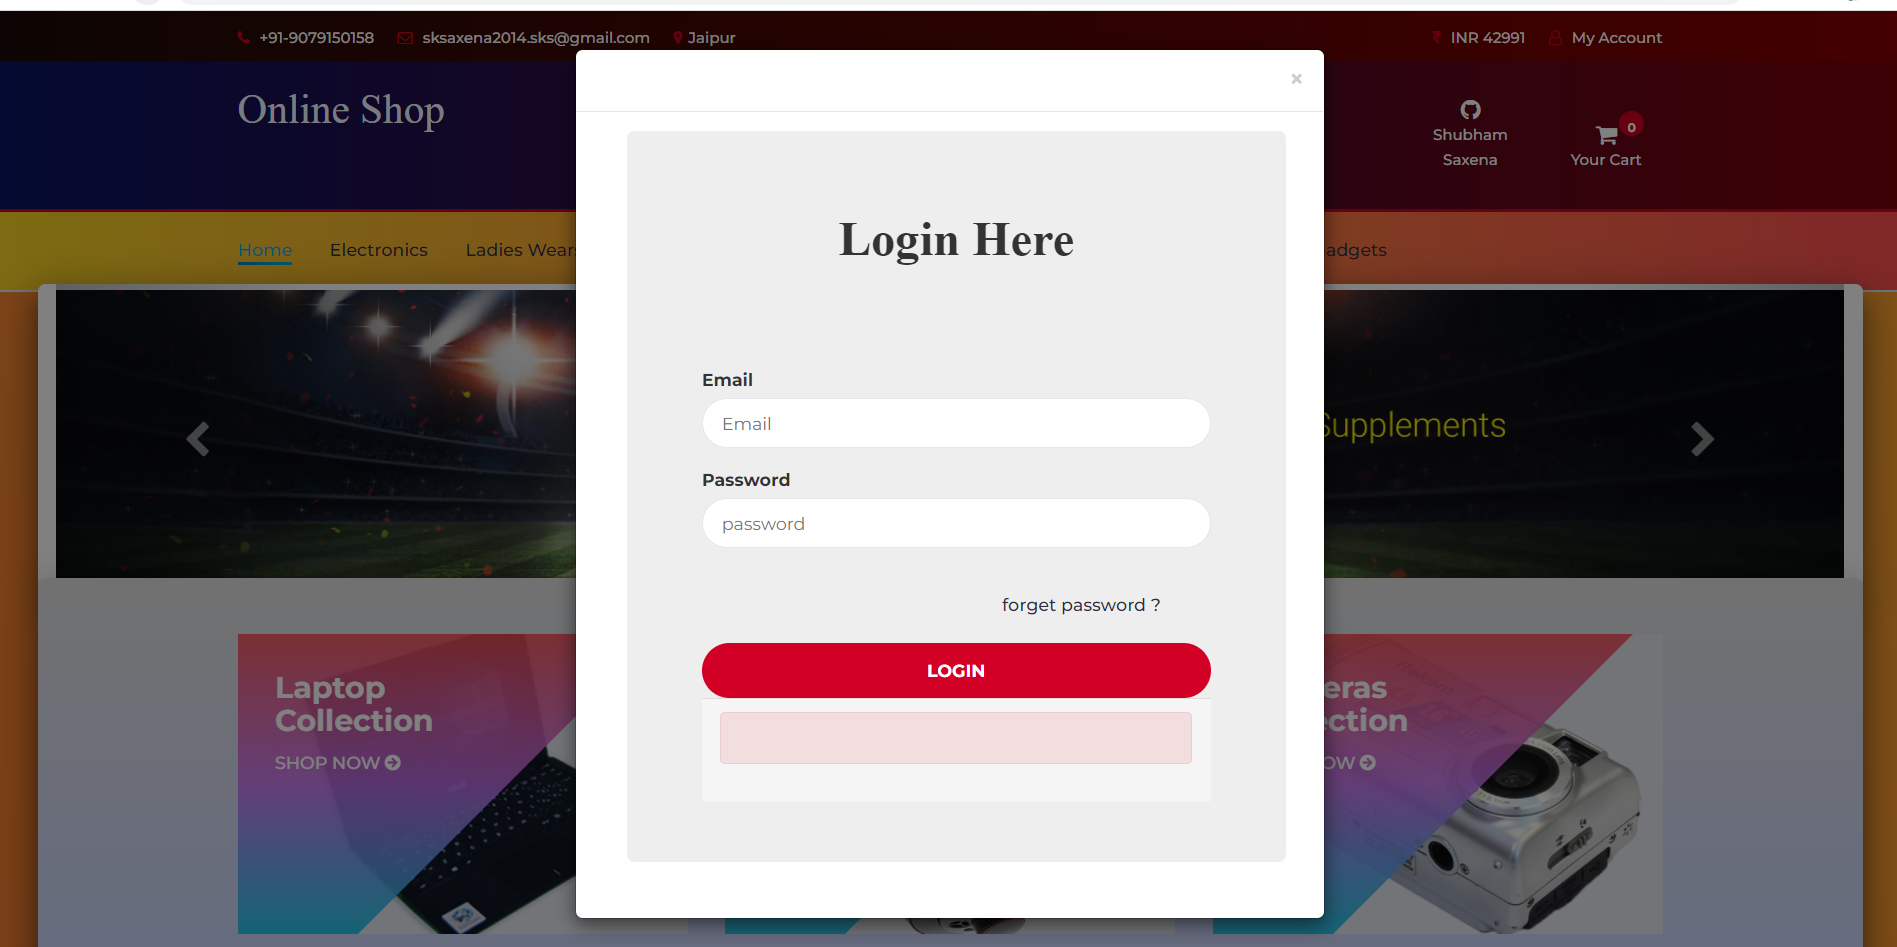 +91-9079150158 sksaxena2014.sks@gmail.com Jaipur INR 42991 My Account
×
Online Shop
Shubham
Saxena
0
Your Cart
Home Electronics Ladies Wears adgets
Login Here
Email
Email
Password
password
forget password ?
LOGIN
Supplements
Laptop
Collection
SHOP NOW
eras
ection
OW